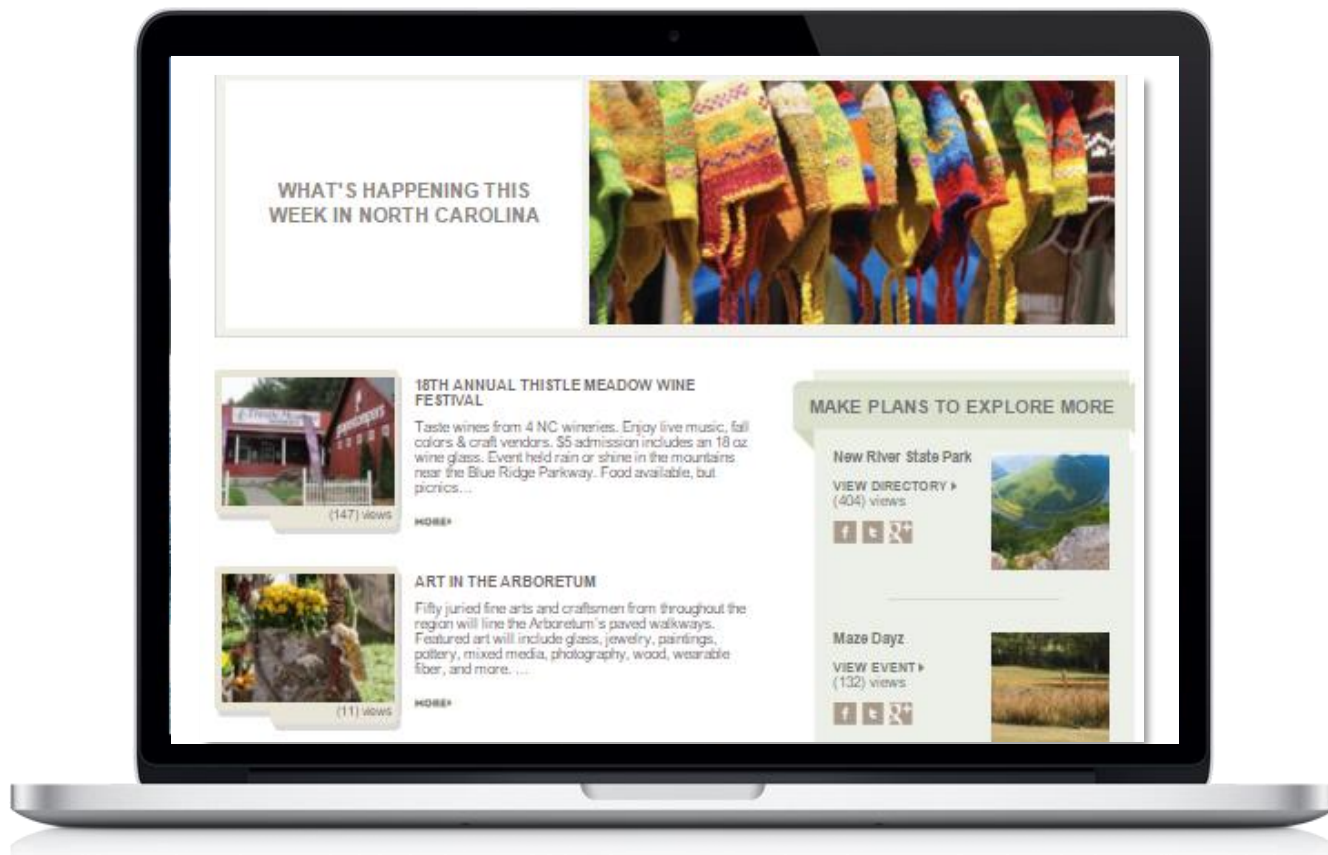 WHAT'S HAPPENING THIS
WEEK IN NORTH CAROLINA
18TH ANNUAL THISTLE MEADOW WINE
FESTIVAL
Taste wines from 4 NC wineries. Enjoy live music, fall
colors & craft vendors. $5 admission includes an 18 oz
wine glass. Event held rain or shine in the mountains
near the Blue Ridge Parkway. Food available, but
picnics...
(147) views
MORE
ART IN THE ARBORETUM
Fifty juried fine arts and craftsmen from throughout the
region will line the Arboretum's paved walkways.
Featured art will include glass, jewelry, paintings,
pottery, mixed media, photography, wood, wearable
fiber, and more. ...
(11) views
MORE
MAKE PLANS TO EXPLORE MORE
New River State Park
VIEW DIRECTORY
(404) views
f t g+
Maze Dayz
VIEW EVENT
(132) views
f t g+